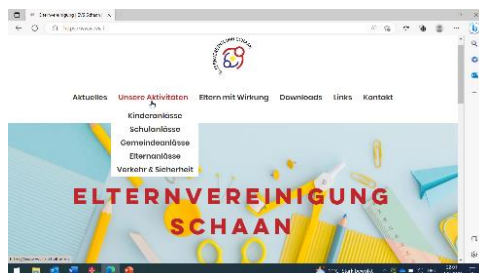 Aktuelles Unsere Aktivitäten Eltern mit Wirkung Downloads Links Kontakt
Kinderanlässe
Schulanlässe
Gemeindeanlässe
Elternanlässe
Verkehr & Sicherheit
ELTERNVEREINIGUNG
SCHAAN